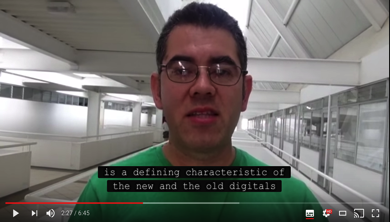 is a defining characteristic of
the new and the old digitals
2:27 / 6:45